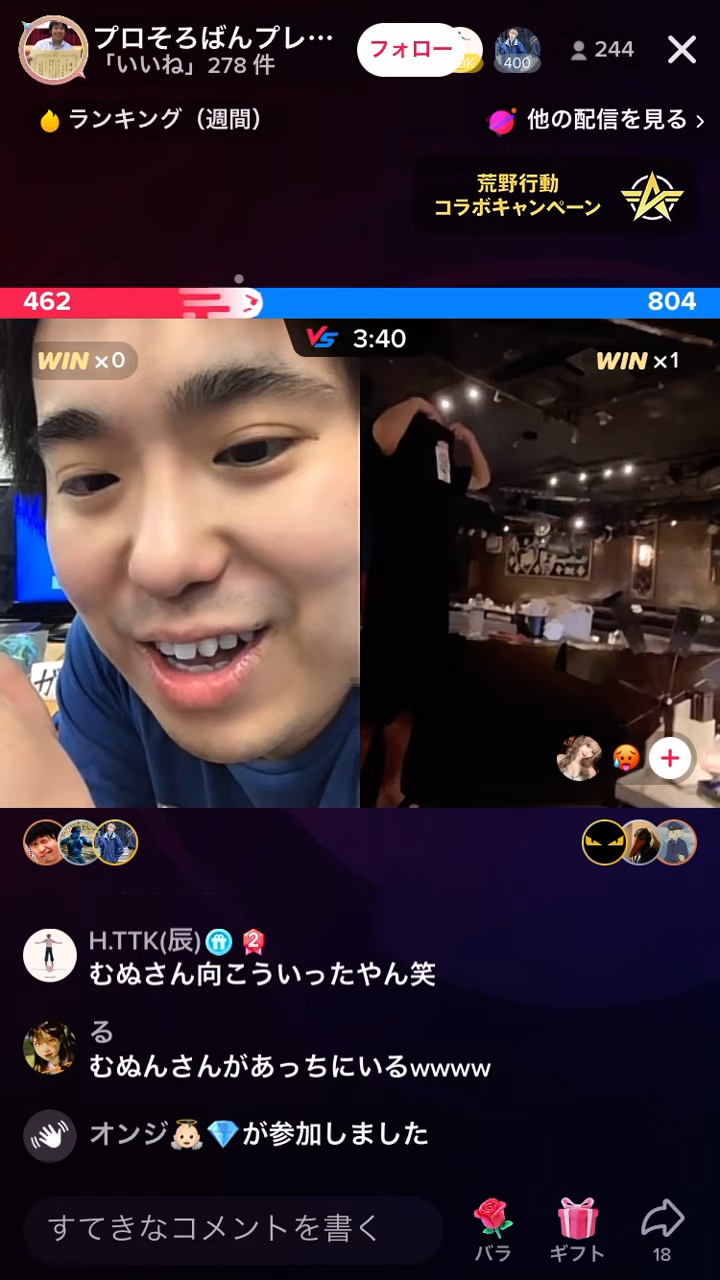 プロそろばんプレ…
「いいね」278 件
フォロー
400
244
ランキング（週間）
他の配信を見る
荒野行動
コラボキャンペーン
462
804
WIN x0
VS 3:40
WIN x1
H.TTK(辰) 2
むぬさん向こういったやん笑
る
むぬんさんがあっちにいるwwww
オンジ👼🏻💎が参加しました
すてきなコメントを書く
バラ
ギフト
18